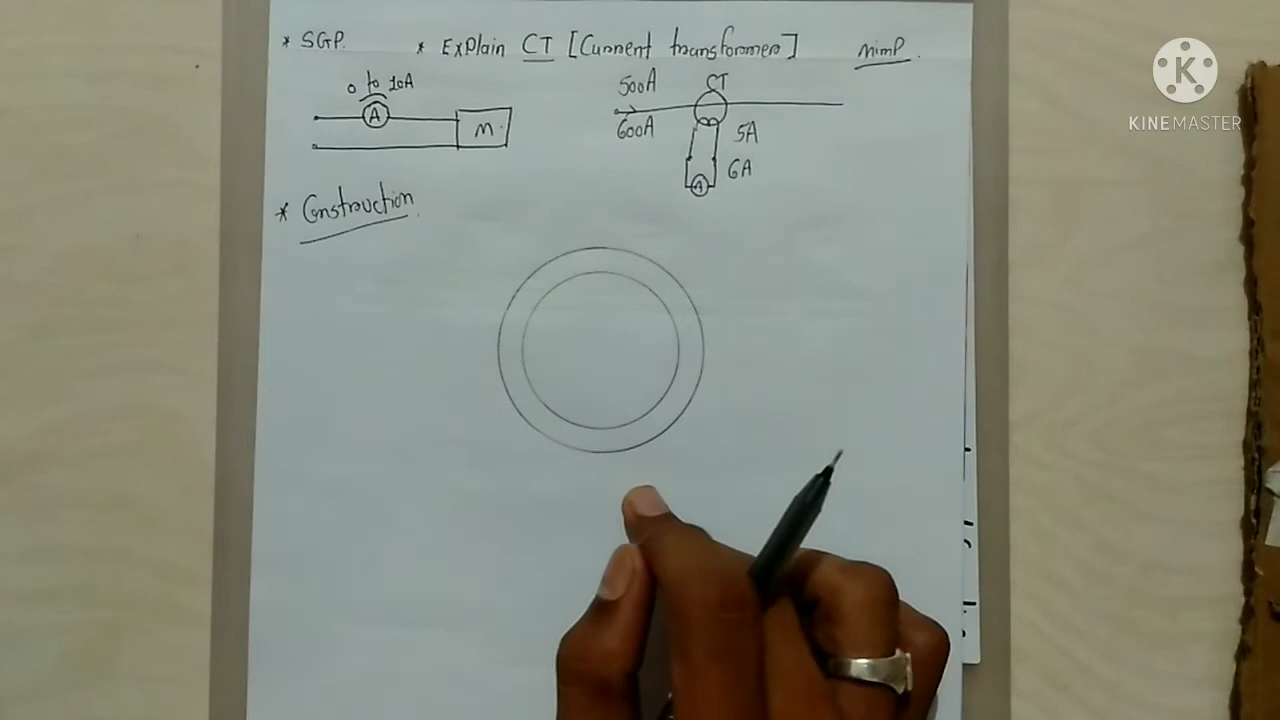 * SGP. * Explain CT [Current transformer] MimP.
0 to 10A
A
M
500A CT
600A 5A
6A
A
* Construction
K
KINEMASTER